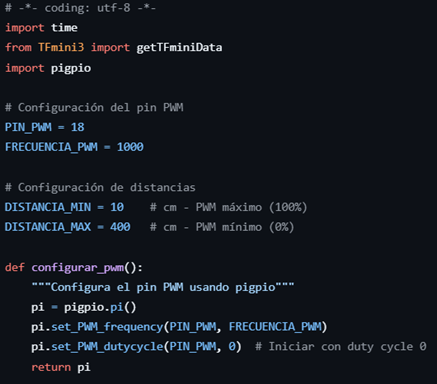 # -*- coding: utf-8 -*-
import time
from TFmini3 import getTFminiData
import pigpio

# Configuración del pin PWM
PIN_PWM = 18
FRECUENCIA_PWM = 1000

# Configuración de distancias
DISTANCIA_MIN = 10   # cm - PWM máximo (100%)
DISTANCIA_MAX = 400   # cm - PWM mínimo (0%)

def configurar_pwm():
    """Configura el pin PWM usando pigpio"""
    pi = pigpio.pi()
    pi.set_PWM_frequency(PIN_PWM, FRECUENCIA_PWM)
    pi.set_PWM_dutycycle(PIN_PWM, 0)  # Iniciar con duty cycle 0
    return pi